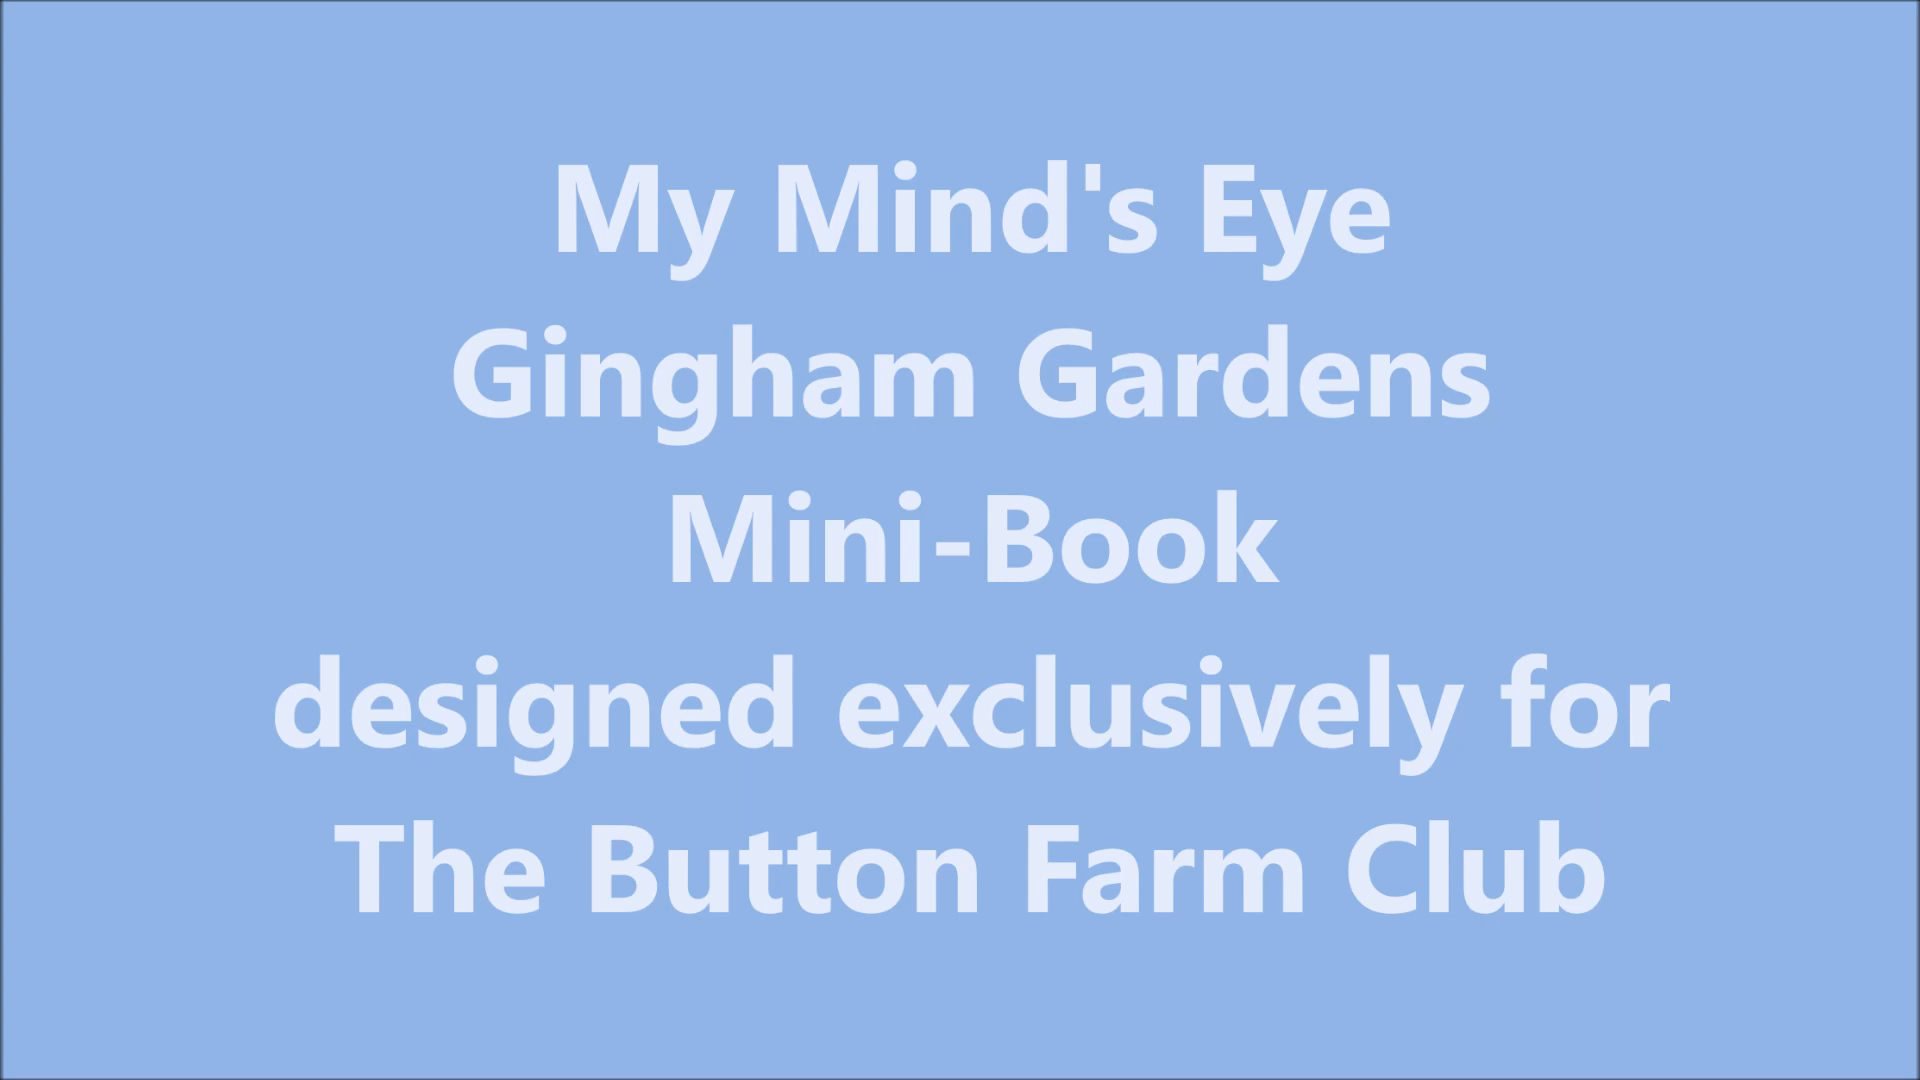 My Mind's Eye
Gingham Gardens
Mini-Book
designed exclusively for
The Button Farm Club